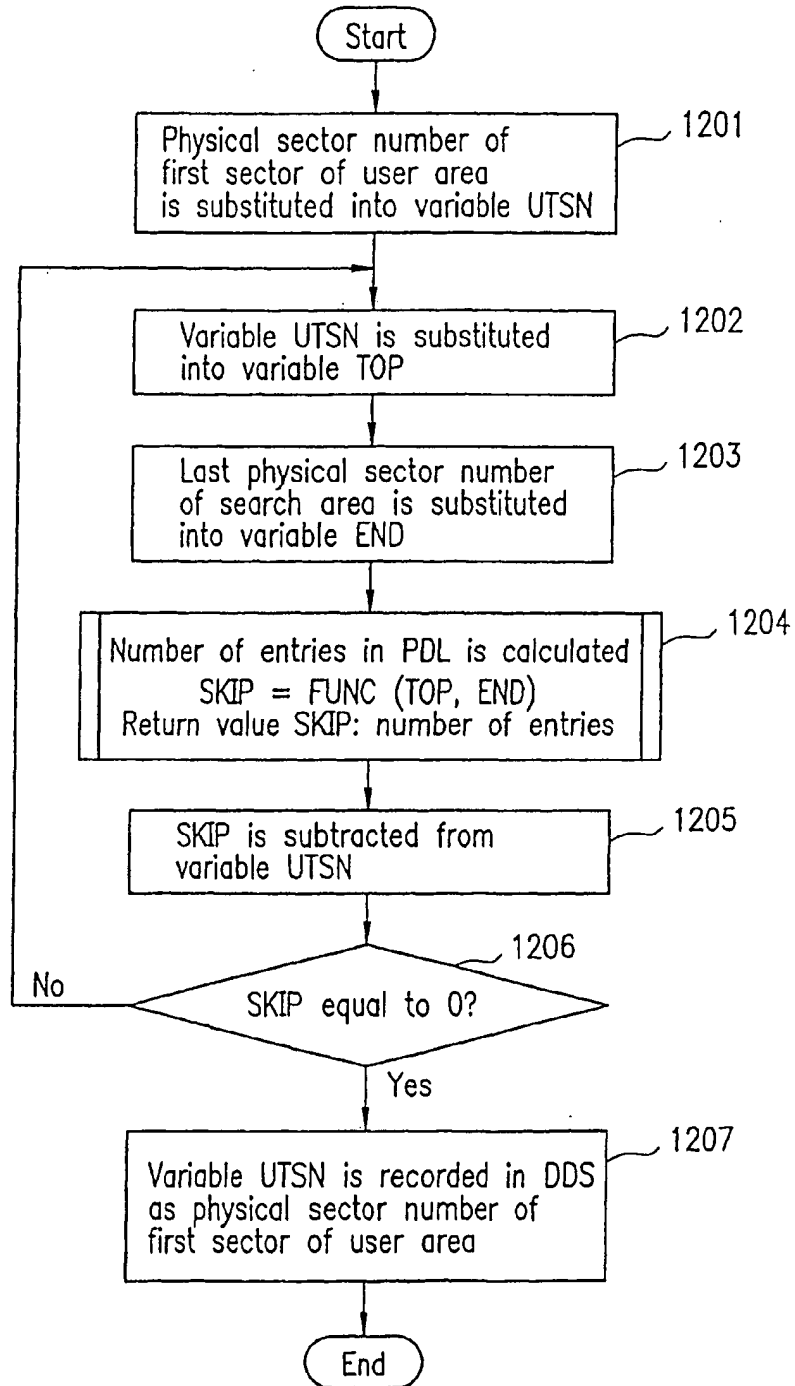 Start
Physical sector number of
first sector of user area
is substituted into variable UTSN
1201
Variable UTSN is substituted
into variable TOP
1202
Last physical sector number
of search area is substituted
into variable END
1203
Number of entries in PDL is calculated
SKIP = FUNC (TOP, END)
Return value SKIP: number of entries
1204
SKIP is subtracted from
variable UTSN
1205
SKIP equal to 0?
1206
No
Yes
Variable UTSN is recorded in DDS
as physical sector number of
first sector of user area
1207
End